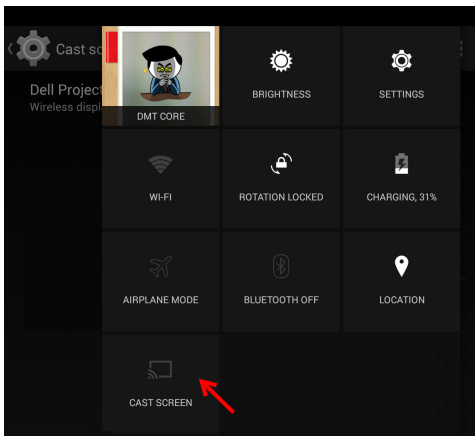 Cast sc
Dell Project
Wireless displ
DMT CORE
BRIGHTNESS
SETTINGS
WI-FI
ROTATION LOCKED
CHARGING, 31%
AIRPLANE MODE
BLUETOOTH OFF
LOCATION
CAST SCREEN